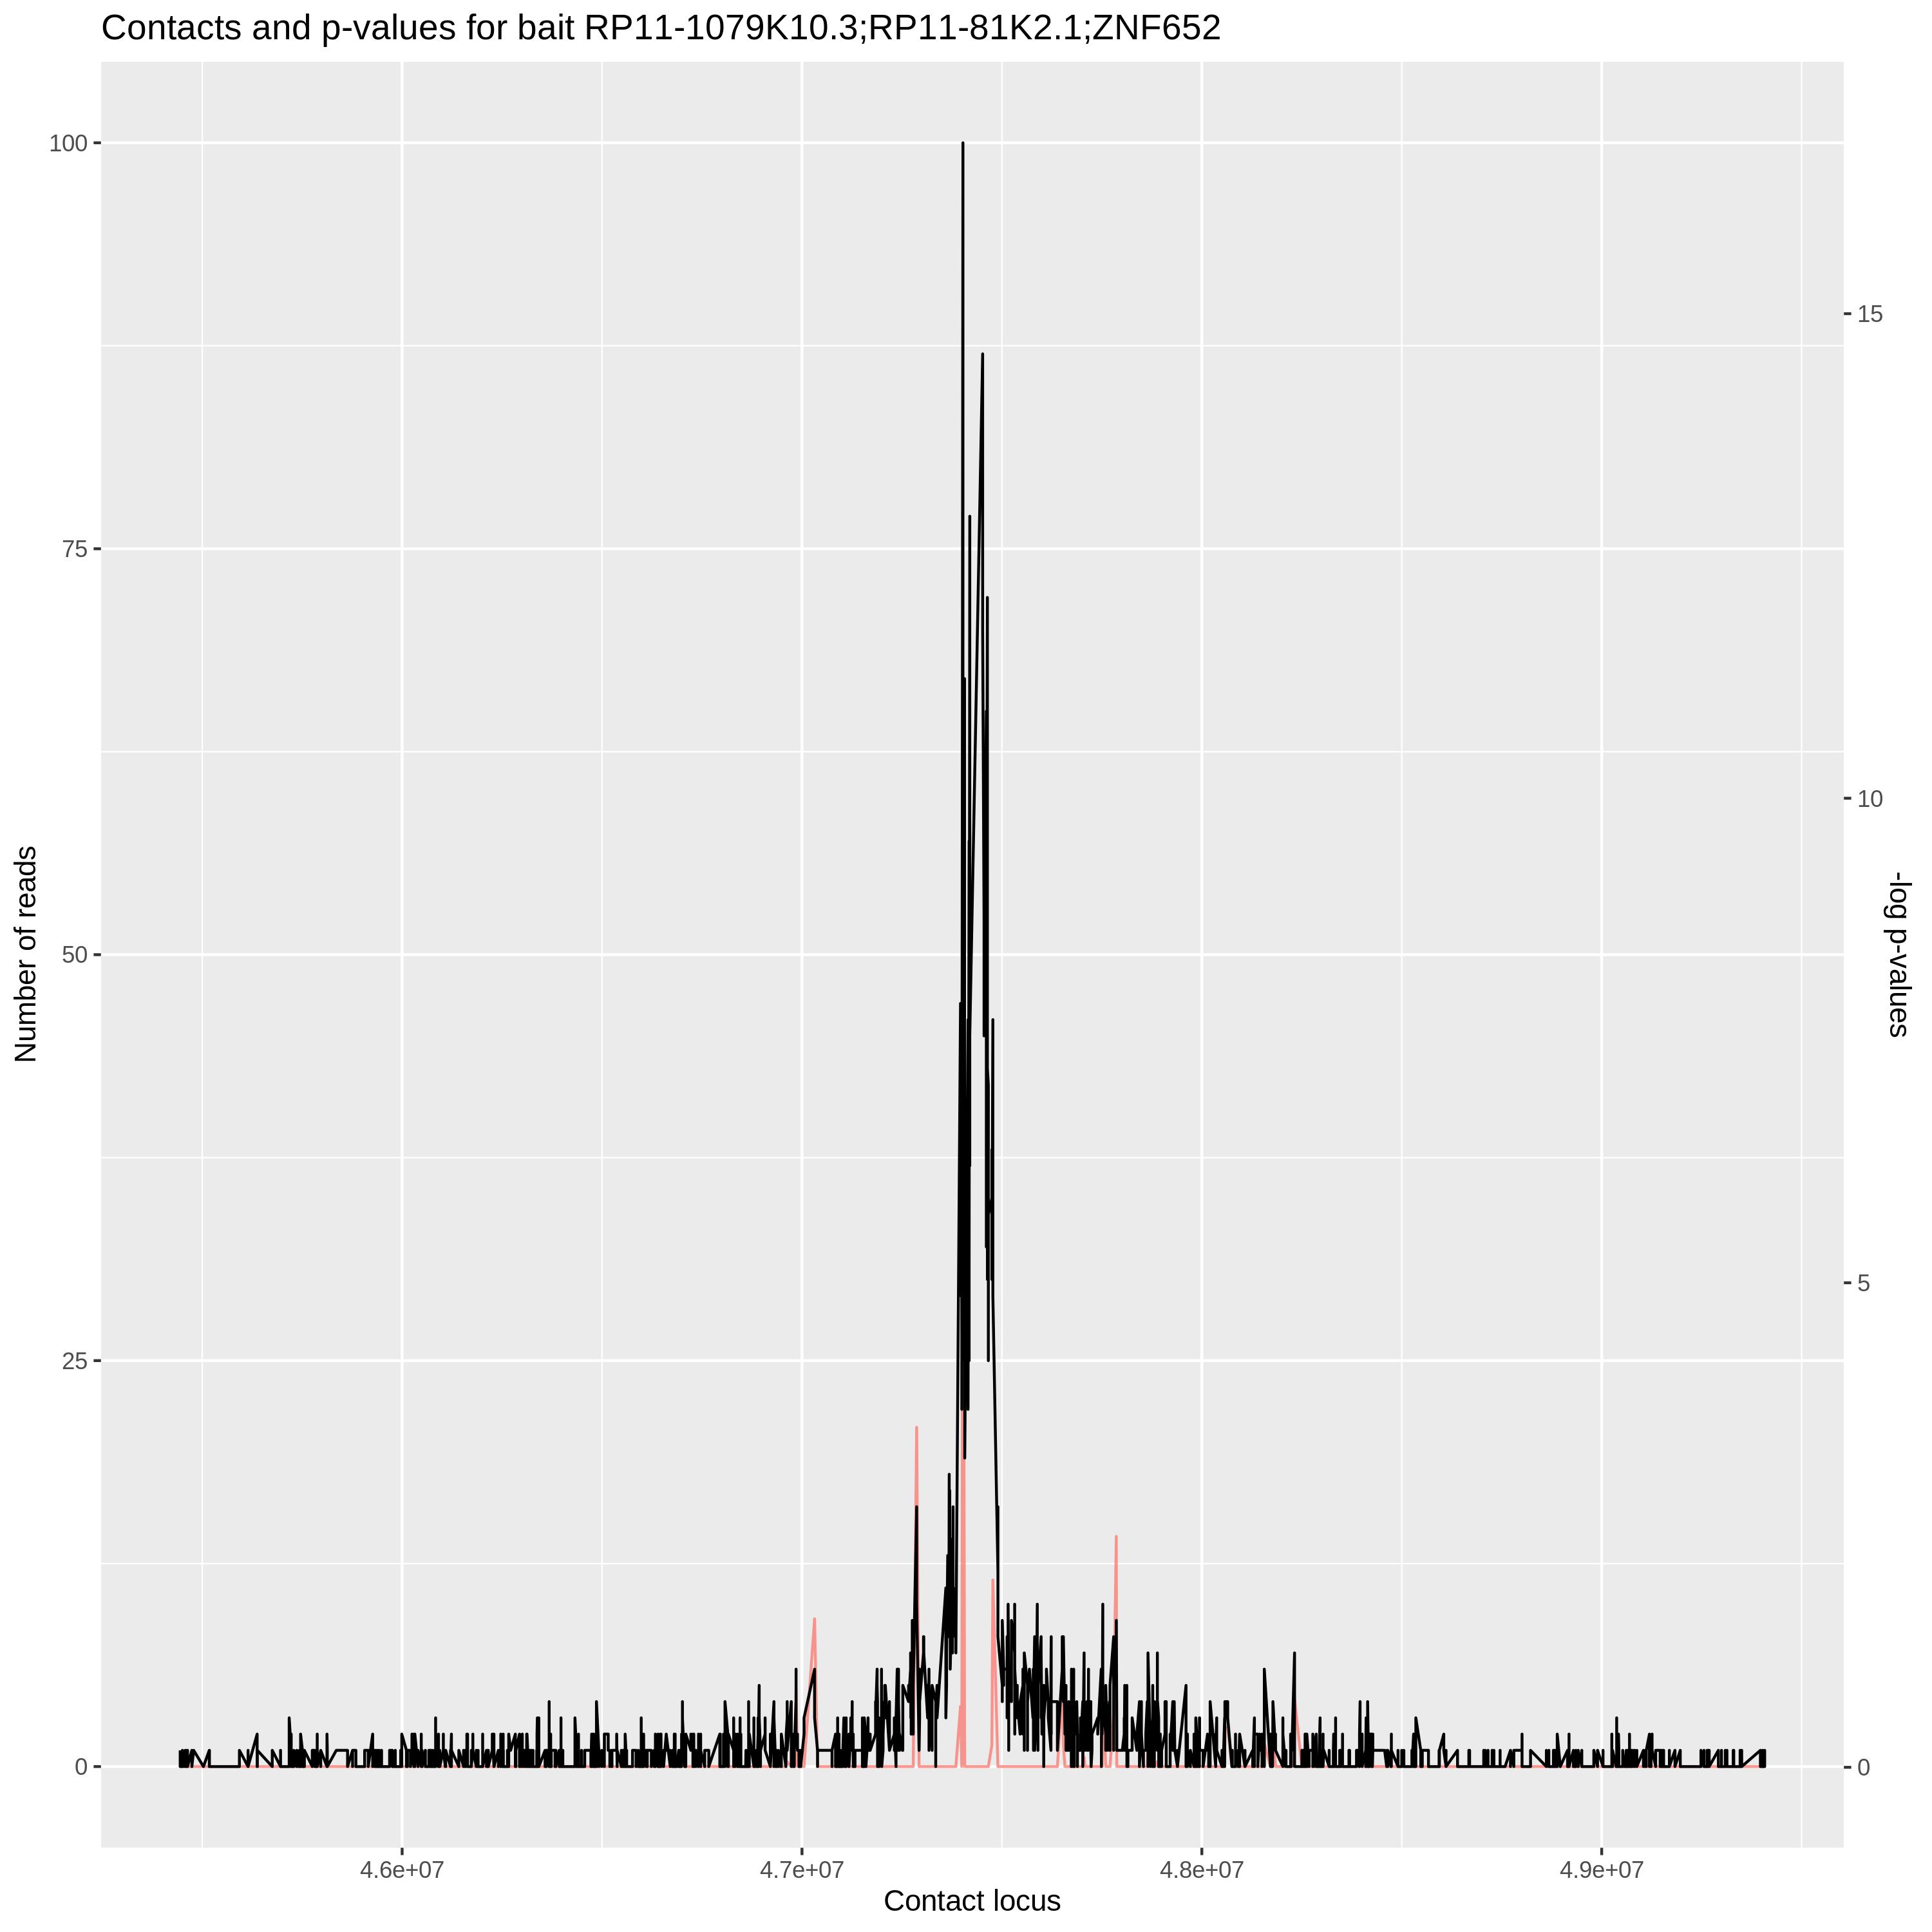 Contacts and p-values for bait RP11-1079K10.3;RP11-81K2.1;ZNF652
100
75
50
25
0
Number of reads
15
10
5
0
-log p-values
4.6e+07
4.7e+07
4.8e+07
4.9e+07
Contact locus